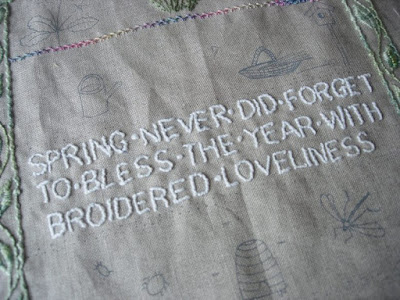 SPRING·NEVER·DID·FORGET
TO·BLESS·THE·YEAR·WITH
BROIDERED·LOVELINESS